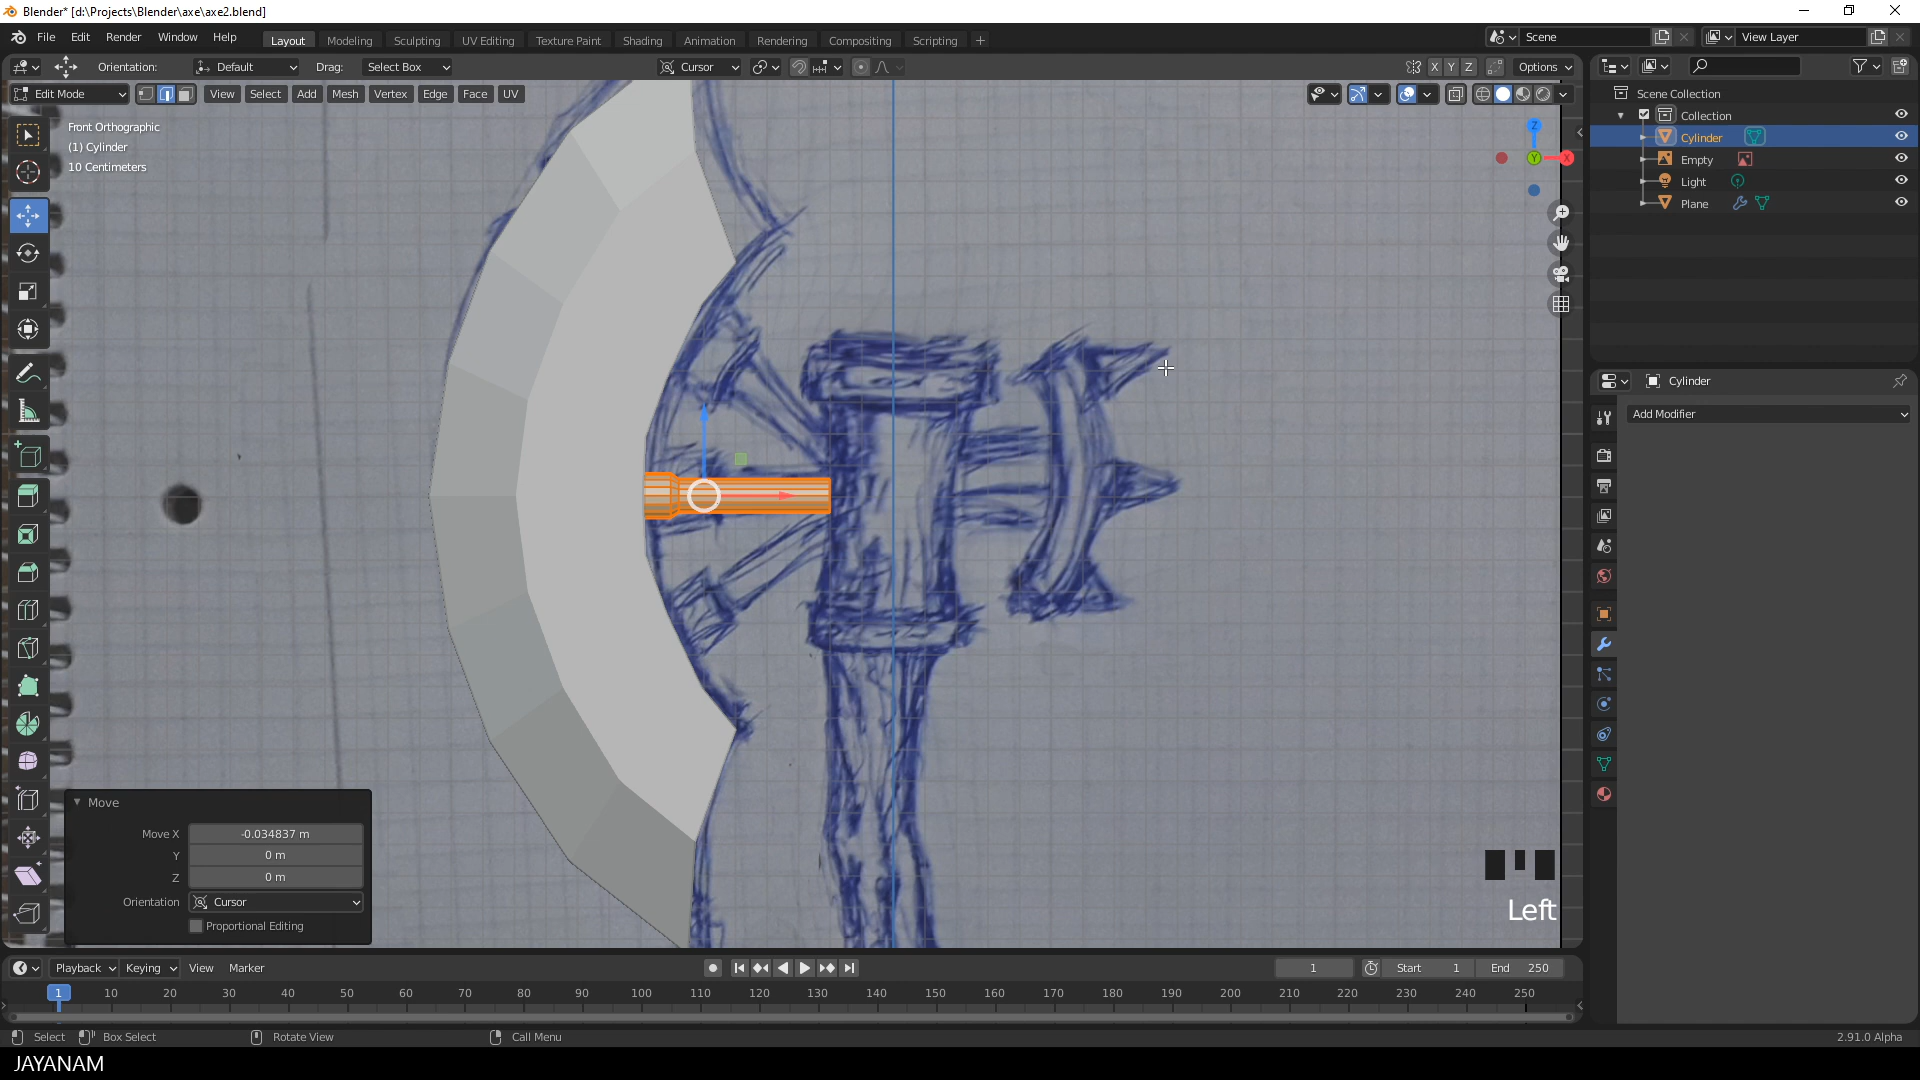 Blender* [d:\Projects\Blender\axe\axe2.blend]
File Edit Render Window Help Layout Modeling Sculpting UV Editing Texture Paint Shading Animation Rendering Compositing Scripting + Scene View Layer
Orientation: Default Drag: Select Box Cursor X Y Z Options
Edit Mode View Select Add Mesh Vertex Edge Face UV
Front Orthographic
(1) Cylinder
10 Centimeters
Z
Y
X
Scene Collection
Collection
Cylinder
Empty
Light
Plane
Cylinder
Add Modifier
Move
Move X -0.034837 m
Y 0 m
Z 0 m
Orientation Cursor
Proportional Editing
Left
Playback Keying View Marker 1 Start 1 End 250
1 10 20 30 40 50 60 70 80 90 100 110 120 130 140 150 160 170 180 190 200 210 220 230 240 250
Select Box Select Rotate View Call Menu 2.91.0 Alpha
JAYANAM